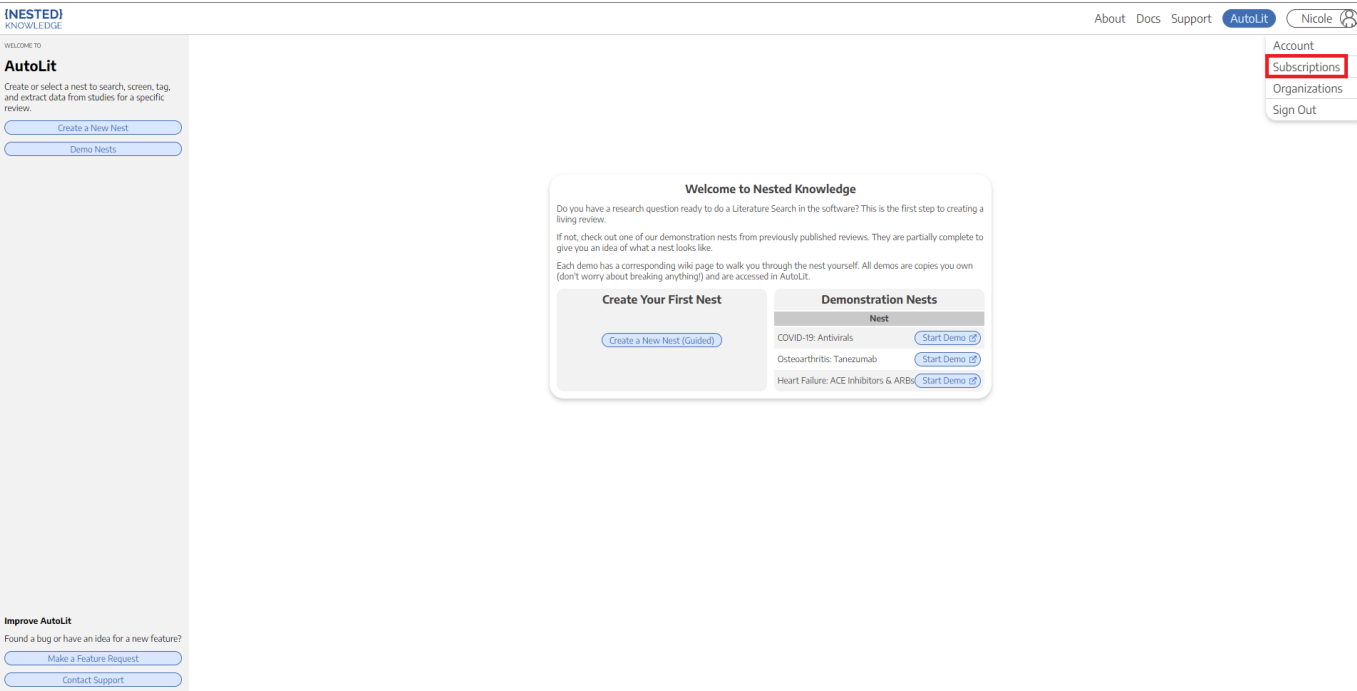 {NESTED}
KNOWLEDGE
About Docs Support AutoLit Nicole
Account
Subscriptions
Organizations
Sign Out
WELCOME TO
AutoLit
Create or select a nest to search, screen, tag,
and extract data from studies for a specific
review.
Create a New Nest
Demo Nests
Welcome to Nested Knowledge
Do you have a research question ready to do a Literature Search in the software? This is the first step to creating a
living review.
If not, check out one of our demonstration nests from previously published reviews. They are partially complete to
give you an idea of what a nest looks like.
Each demo has a corresponding wiki page to walk you through the nest yourself. All demos are copies you own
(don't worry about breaking anything!) and are accessed in AutoLit.
Create Your First Nest
Create a New Nest (Guided)
Demonstration Nests
Nest
COVID-19: Antivirals Start Demo
Osteoarthritis: Tanezumab Start Demo
Heart Failure: ACE Inhibitors & ARBs Start Demo
Improve AutoLit
Found a bug or have an idea for a new feature?
Make a Feature Request
Contact Support